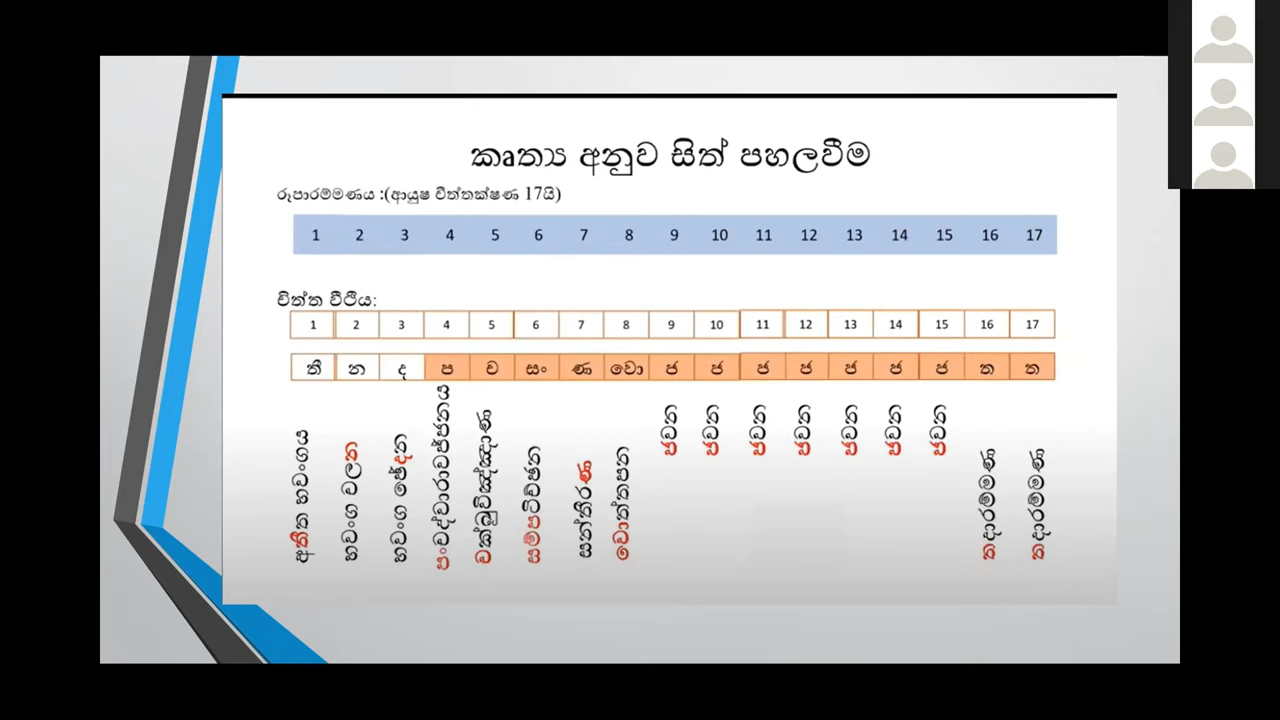 කෘත්‍ය අනුව සිත් පහලවීම
රූපාරම්මණය :(ආයුෂ චිත්තක්ෂණ 17යි)
1 2 3 4 5 6 7 8 9 10 11 12 13 14 15 16 17
චිත්ත වීථිය:
1 2 3 4 5 6 7 8 9 10 11 12 13 14 15 16 17
තී න ද ප ච සං ණ වො ජ ජ ජ ජ ජ ජ ජ ත ත
අතීත භවංගය
භවංග චලන
භවංග ඡේදන
පංචද්වාරාවජ්ජනය
චක්ඛුවිඤ්ඤාණ
සම්පටිච්ඡන
සන්තීරණ
වොත්තපන
ජවන
ජවන
ජවන
ජවන
ජවන
ජවන
ජවන
තදාරම්මණ
තදාරම්මණ